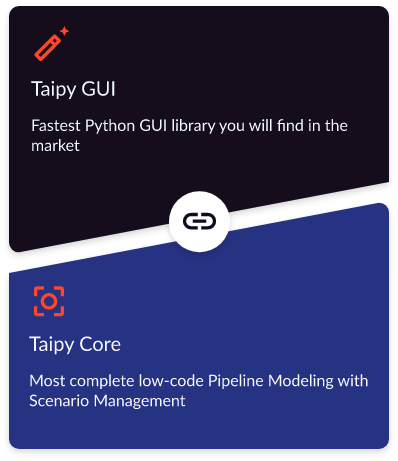 Taipy GUI
Fastest Python GUI library you will find in the
market
Taipy Core
Most complete low-code Pipeline Modeling with
Scenario Management